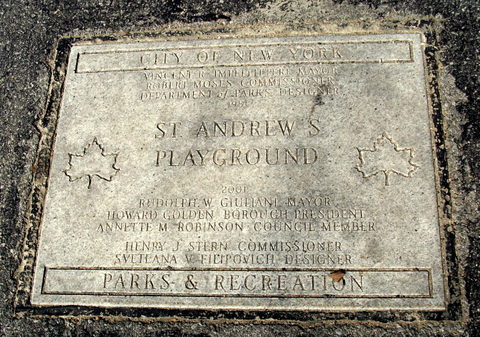 CITY OF NEW YORK
VINCENT R. IMPELLITTERI, MAYOR
ROBERT MOSES, COMMISSIONER
DEPARTMENT of PARKS, DESIGNER
ST. ANDREW'S
PLAYGROUND
2001
RUDOLPH W. GIULIANI MAYOR
HOWARD GOLDEN BOROUGH PRESIDENT
ANNETTE M. ROBINSON COUNCIL MEMBER
HENRY J. STERN COMMISSIONER
SVETLANA V. FILIPOVICH, DESIGNER
PARKS & RECREATION